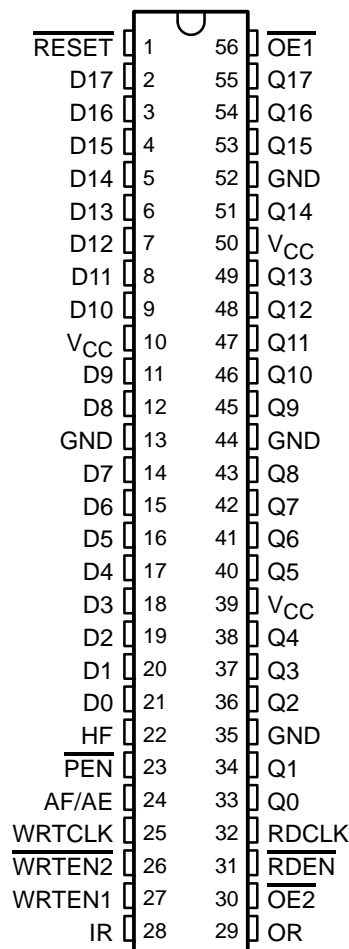 RESET 1 56 OE1
D17 2 55 Q17
D16 3 54 Q16
D15 4 53 Q15
D14 5 52 GND
D13 6 51 Q14
D12 7 50 VCC
D11 8 49 Q13
D10 9 48 Q12
VCC 10 47 Q11
D9 11 46 Q10
D8 12 45 Q9
GND 13 44 GND
D7 14 43 Q8
D6 15 42 Q7
D5 16 41 Q6
D4 17 40 Q5
D3 18 39 VCC
D2 19 38 Q4
D1 20 37 Q3
D0 21 36 Q2
HF 22 35 GND
PEN 23 34 Q1
AF/AE 24 33 Q0
WRTCLK 25 32 RDCLK
WRTEN2 26 31 RDEN
WRTEN1 27 30 OE2
IR 28 29 OR